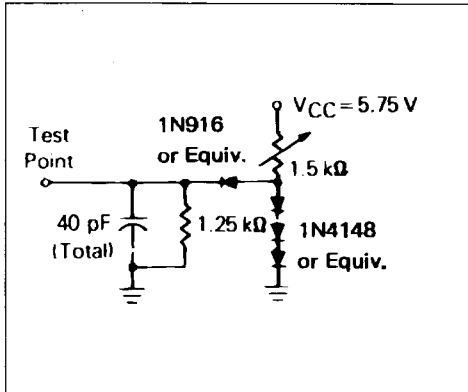 VCC = 5.75 V
1N916
or Equiv.
Test
Point
1.5 kΩ
40 pF
(Total)
1.25 kΩ
1N4148
or Equiv.